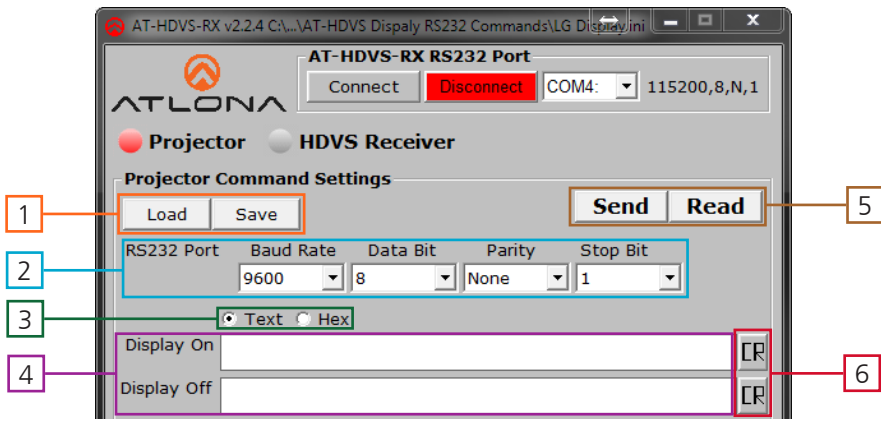 AT-HDVS-RX v2.2.4 C:\,...\AT-HDVS Dispaly RS232 Commands\LG Display.ini
AT-HDVS-RX RS232 Port
ATLONA
Connect Disconnect COM4: 115200,8,N,1
Projector HDVS Receiver
Projector Command Settings
1 Load Save Send Read 5
RS232 Port Baud Rate Data Bit Parity Stop Bit
2 9600 8 None 1
3 Text Hex
Display On CR
4 6
Display Off CR